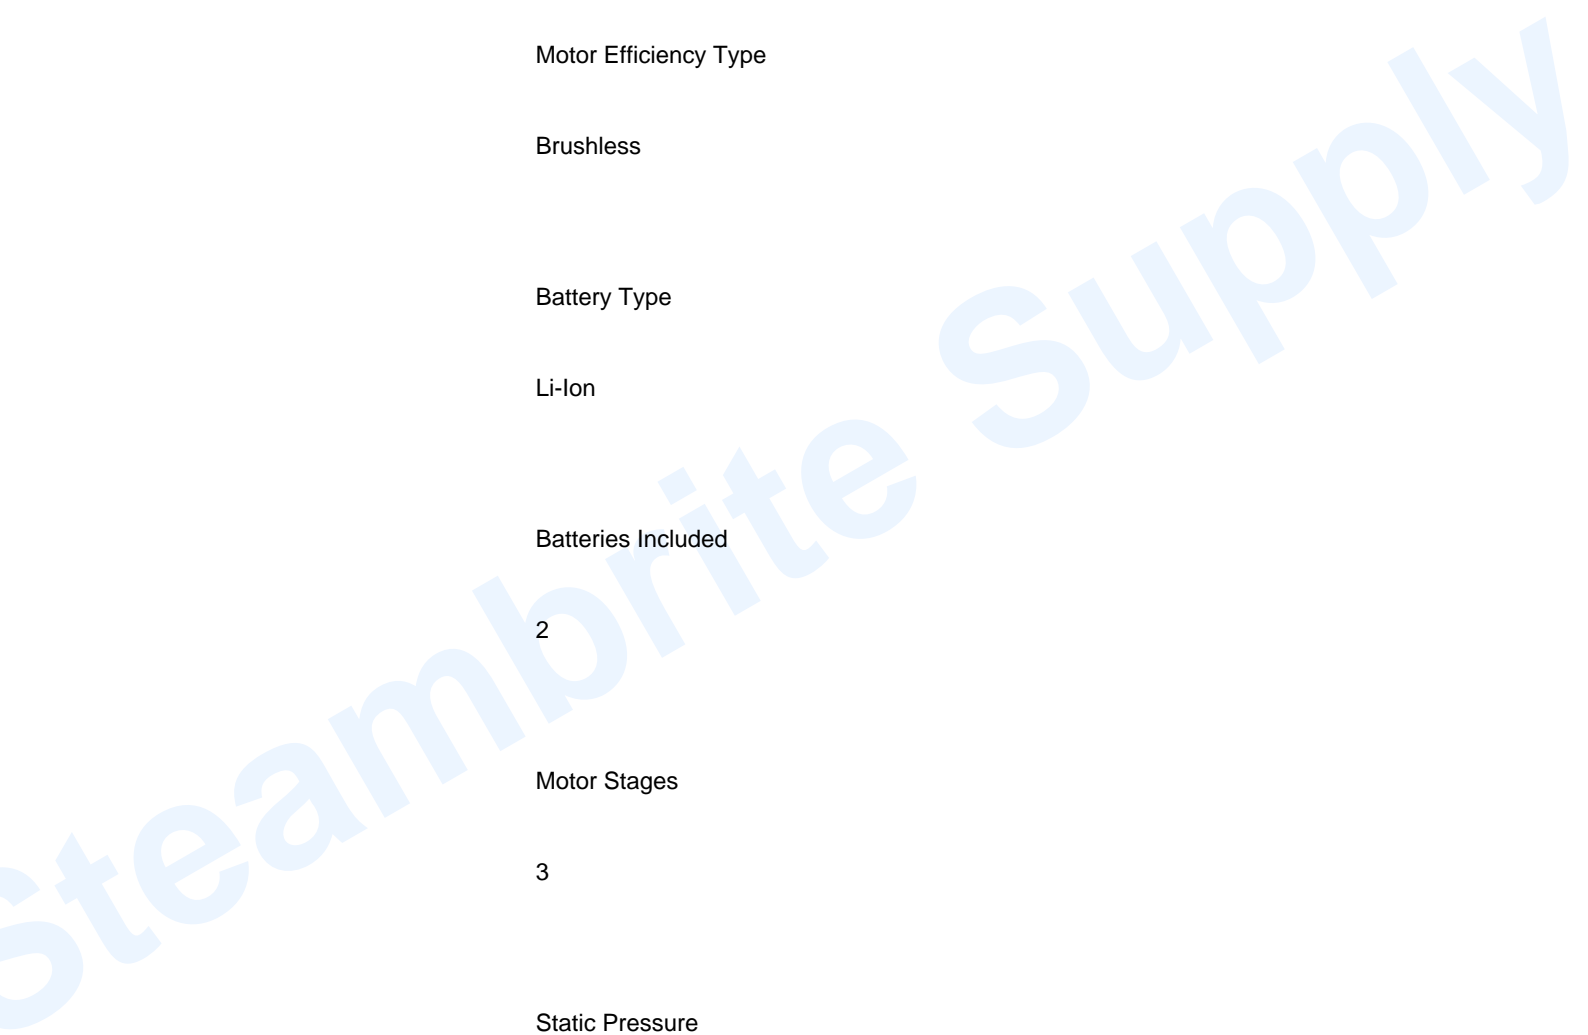 Motor Efficiency Type
Brushless
Battery Type
Li-Ion
Batteries Included
2
Motor Stages
3
Static Pressure
Steambrite Supply